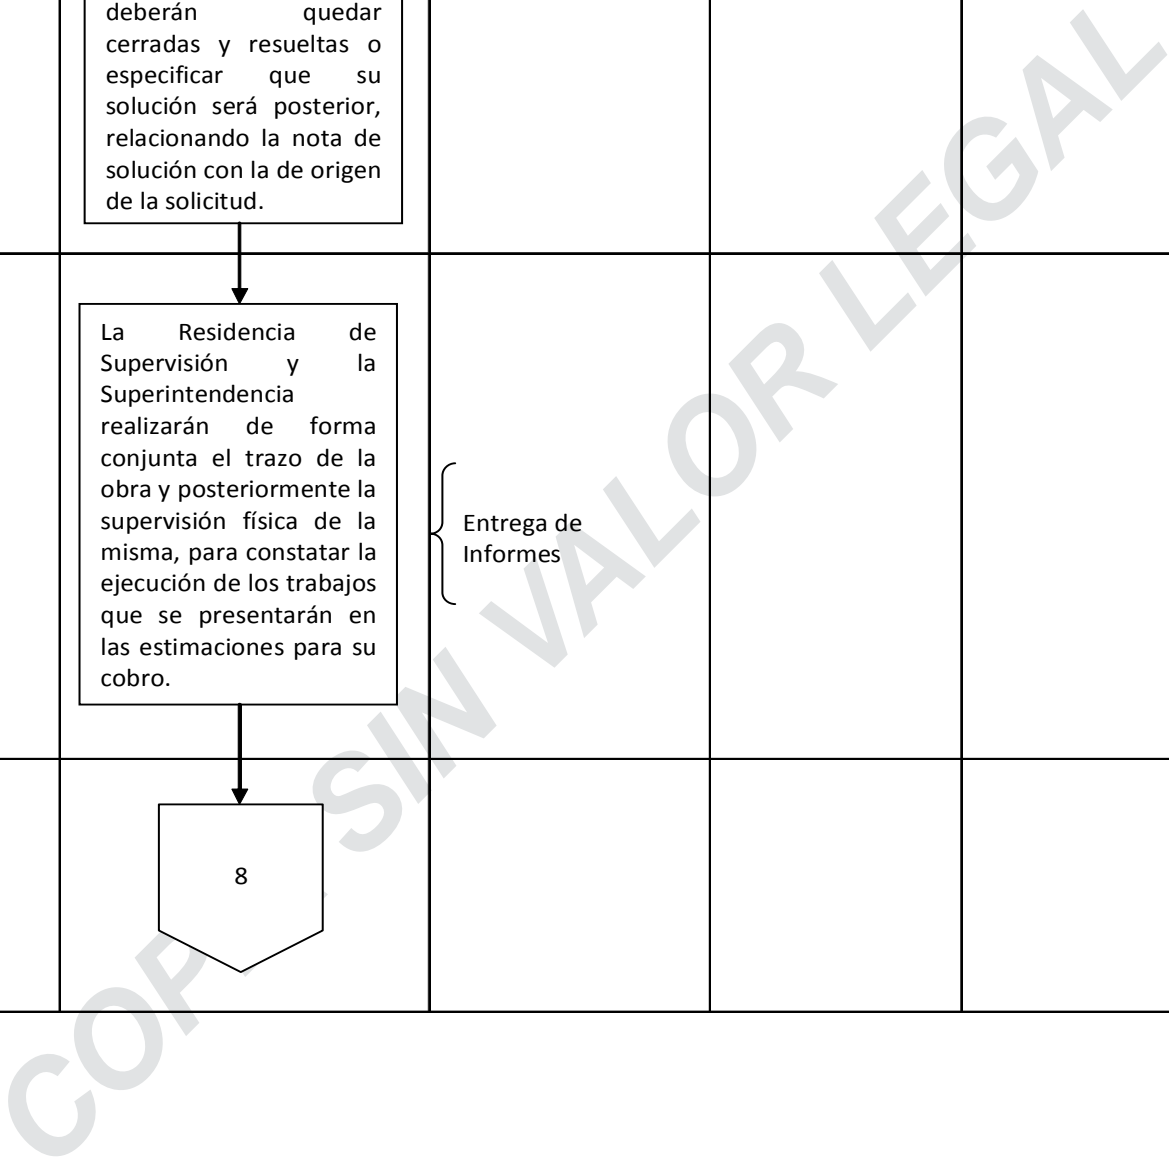 deberán quedar
cerradas y resueltas o
especificar que su
solución será posterior,
relacionando la nota de
solución con la de origen
de la solicitud.
La Residencia de
Supervisión y la
Superintendencia
realizarán de forma
conjunta el trazo de la
obra y posteriormente la
supervisión física de la
misma, para constatar la
ejecución de los trabajos
que se presentarán en
las estimaciones para su
cobro.
Entrega de
Informes
8
COPIA SIN VALOR LEGAL